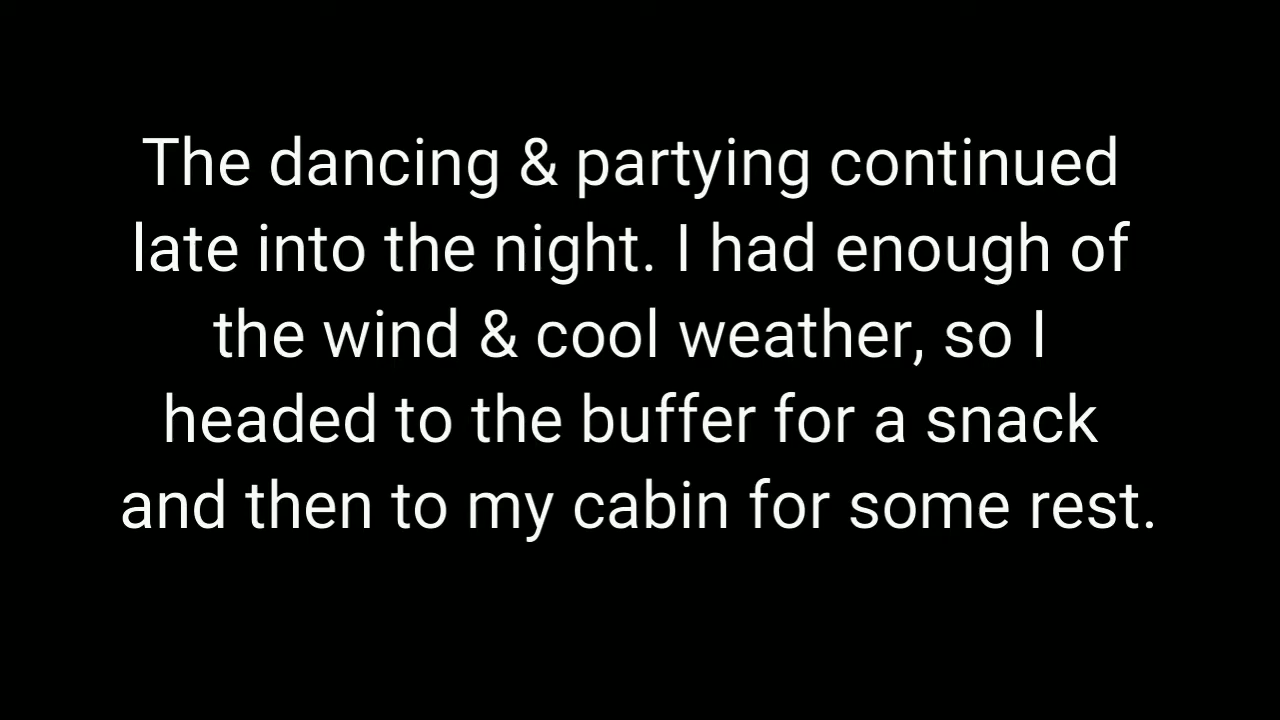 The dancing & partying continued
late into the night. I had enough of
the wind & cool weather, so I
headed to the buffer for a snack
and then to my cabin for some rest.